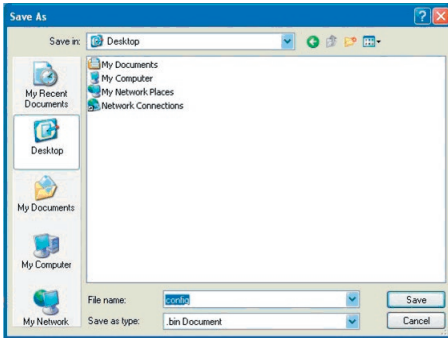 Save As
Save in:
Desktop
My Recent
Documents
Desktop
My Documents
My Computer
My Network
My Documents
My Computer
My Network Places
Network Connections
File name:
config
Save
Save as type:
.bin Document
Cancel